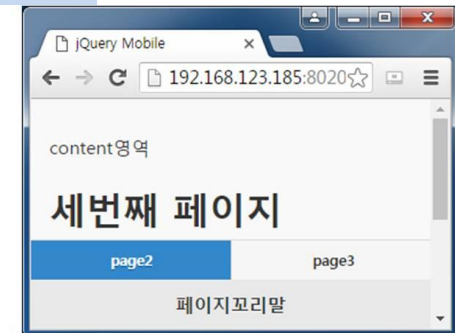 jQuery Mobile
192.168.123.185:8020
content영역
세번째 페이지
page2 page3
페이지꼬리말